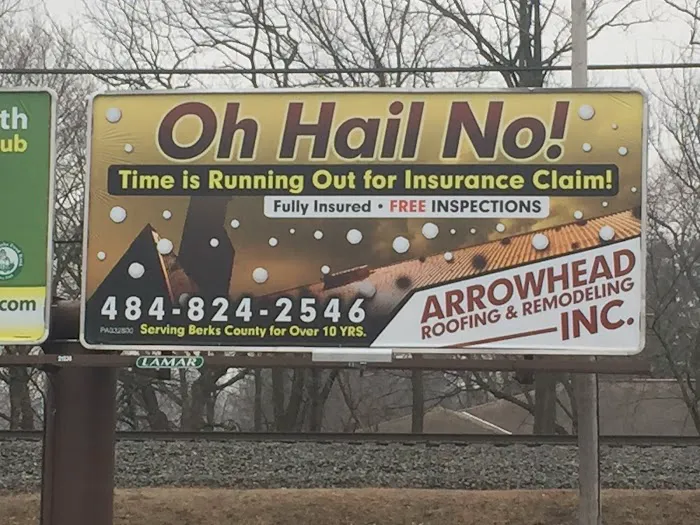 th
ub
com
Oh Hail No!
Time is Running Out for Insurance Claim!
Fully Insured • FREE INSPECTIONS
484-824-2546
Serving Berks County for Over 10 YRS.
ARROWHEAD
ROOFING & REMODELING
INC.
LAMAR